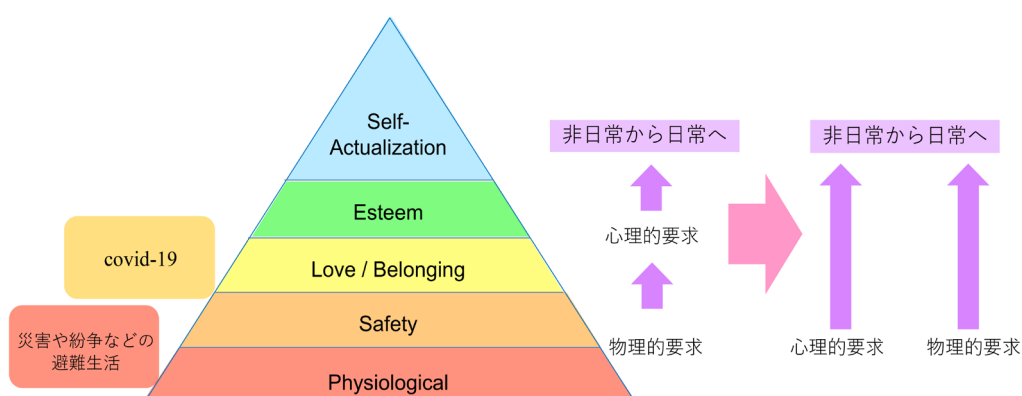 Self-
Actualization
Esteem
Love / Belonging
Safety
Physiological
covid-19
災害や紛争などの
避難生活
非日常から日常へ
心理的要求
物理的要求
非日常から日常へ
心理的要求
物理的要求